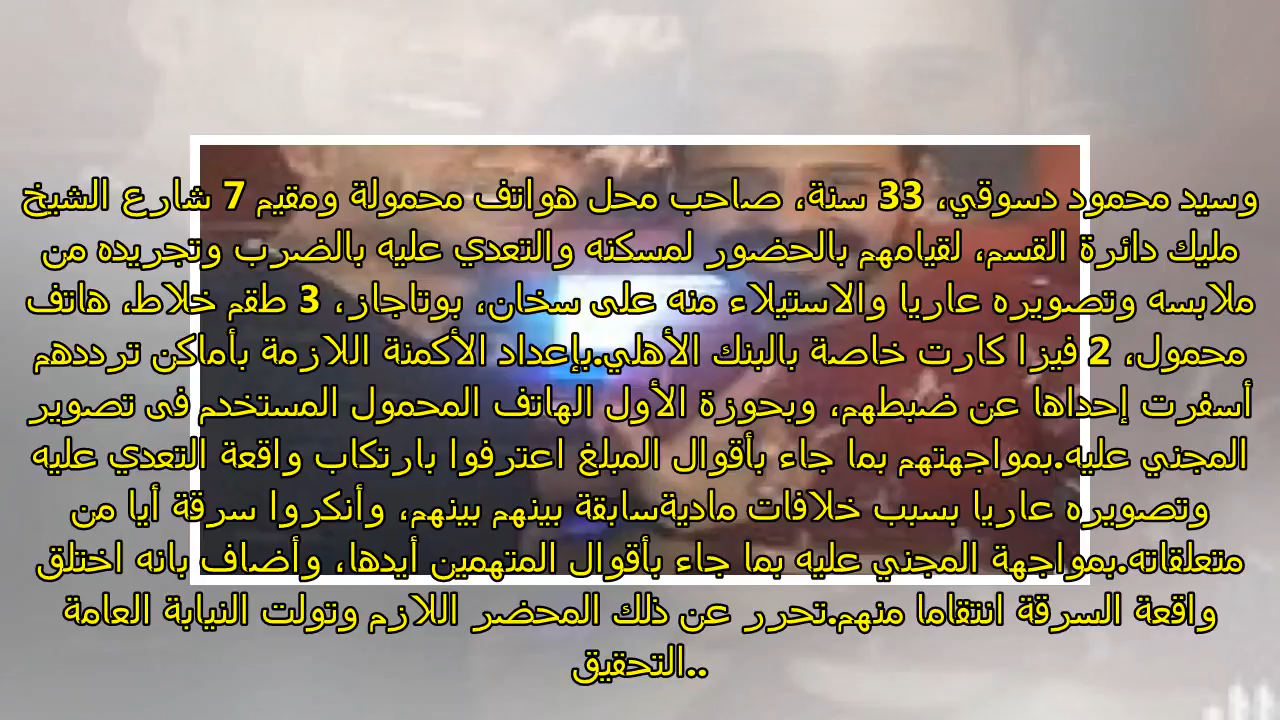 وسيد محمود دسوقي، 33 سنة، صاحب محل هواتف محمولة ومقيم 7 شارع الشيخ
مليك دائرة القسم، لقيامهم بالحضور لمسكنه والتعدي عليه بالضرب وتجريده من
ملابسه وتصويره عاريا والاستيلاء منه على سخان، بوتاجاز، 3 طقم خلاط، هاتف
محمول، 2 فيزا كارت خاصة بالبنك الأهلي.بإعداد الأكمنة اللازمة بأماكن ترددهم
أسفرت إحداها عن ضبطهم، وبحوزة الأول الهاتف المحمول المستخدم فى تصوير
المجني عليه.بمواجهتهم بما جاء بأقوال المبلغ اعترفوا بارتكاب واقعة التعدي عليه
وتصويره عاريا بسبب خلافات ماديةسابقة بينهم بينهم، وأنكروا سرقة أيا من
متعلقاته.بمواجهة المجني عليه بما جاء بأقوال المتهمين أيدها، وأضاف بانه اختلق
واقعة السرقة انتقاما منهم.تحرر عن ذلك المحضر اللازم وتولت النيابة العامة
التحقيق..